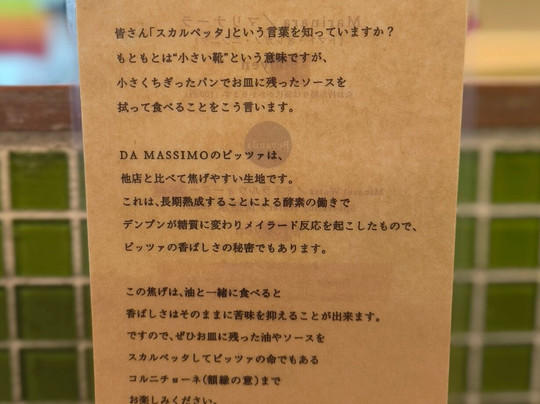 皆さん「スカルペッタ」という言葉を知っていますか?
もともとは“小さい靴”という意味ですが、
小さくちぎったパンでお皿に残ったソースを
拭って食べることをこう言います。
DA MASSIMOのピッツァは、
他店と比べて焦げやすい生地です。
これは、長期熟成することによる酵素の働きで
デンプンが糖質に変わりメイラード反応を起こしたもので、
ピッツァの香ばしさの秘密でもあります。
この焦げは、油と一緒に食べると
香ばしさはそのままに苦味を抑えることが出来ます。
ですので、ぜひお皿に残った油やソースを
スカルペッタしてピッツァの命でもある
コルニチョーネ(額縁の意)まで
お楽しみください。